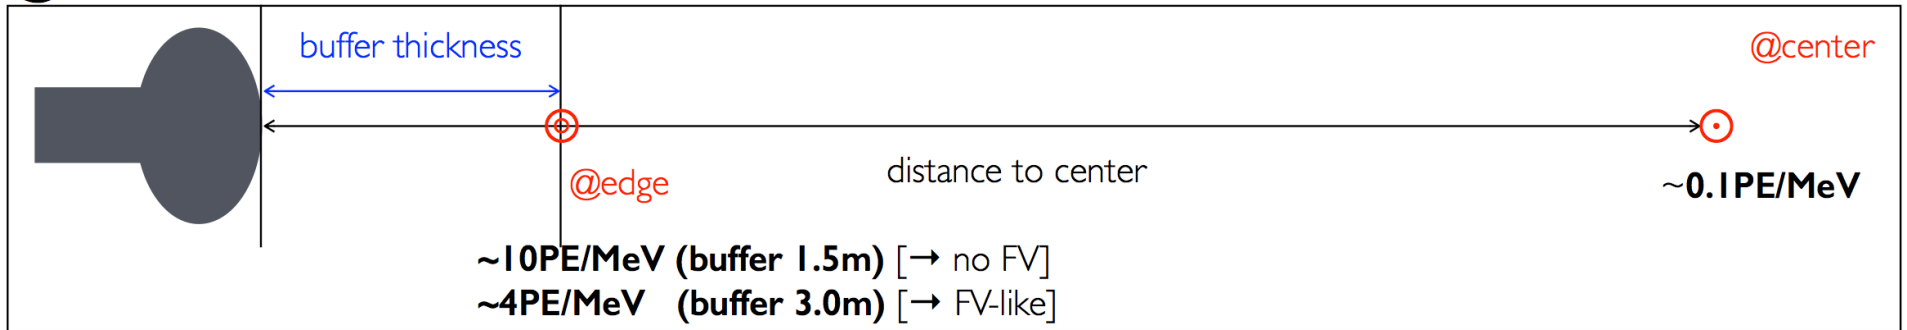 buffer thickness
@center
@edge
distance to center
~0.1PE/MeV
~10PE/MeV (buffer 1.5m) [→ no FV]
~4PE/MeV (buffer 3.0m) [→ FV-like]